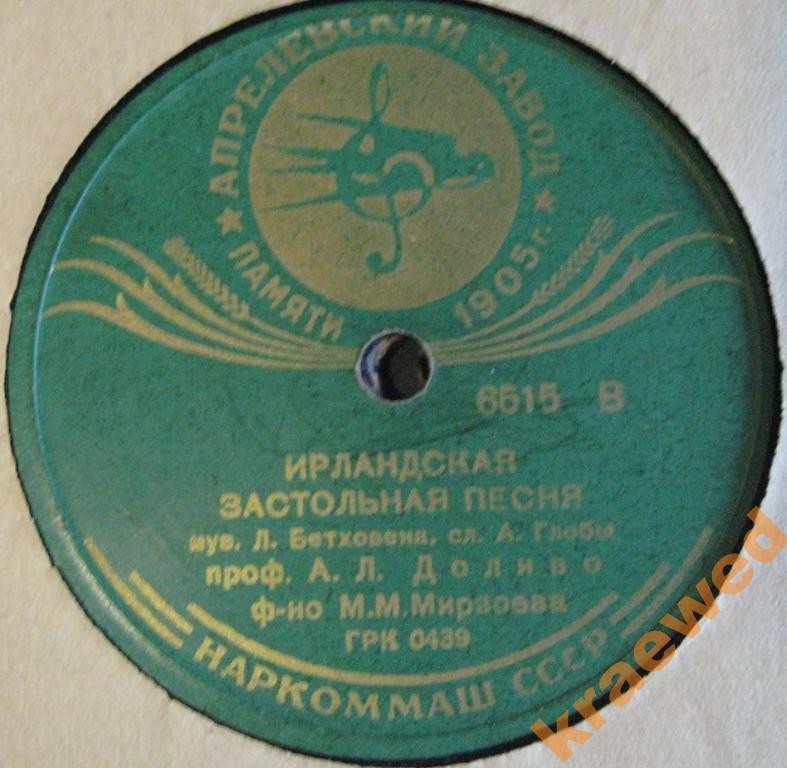 АПРЕЛЕВСКИЙ ЗАВОД
ПАМЯТИ 1905 г.
6515 В
ИРЛАНДСКАЯ
ЗАСТОЛЬНАЯ ПЕСНЯ
муз. Л. Бетховена, сл. А. Глобы
проф. А. Л. Доливо
ф-но М.М.Мирзоева
ГРК 0439
НАРКОММАШ СССР
kraewed